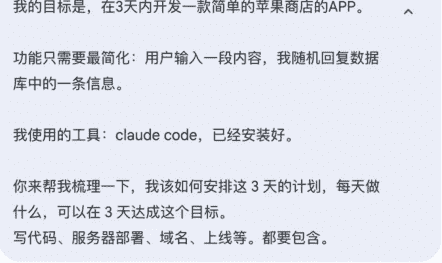 我的目标是，在3天内开发一款简单的苹果商店的APP。
功能只需要最简化：用户输入一段内容，我随机回复数据
库中的一条信息。
我使用的工具：claude code，已经安装好。
你来帮我梳理一下，我该如何安排这 3 天的计划，每天做
什么，可以在 3 天达成这个目标。
写代码、服务器部署、域名、上线等。都要包含。